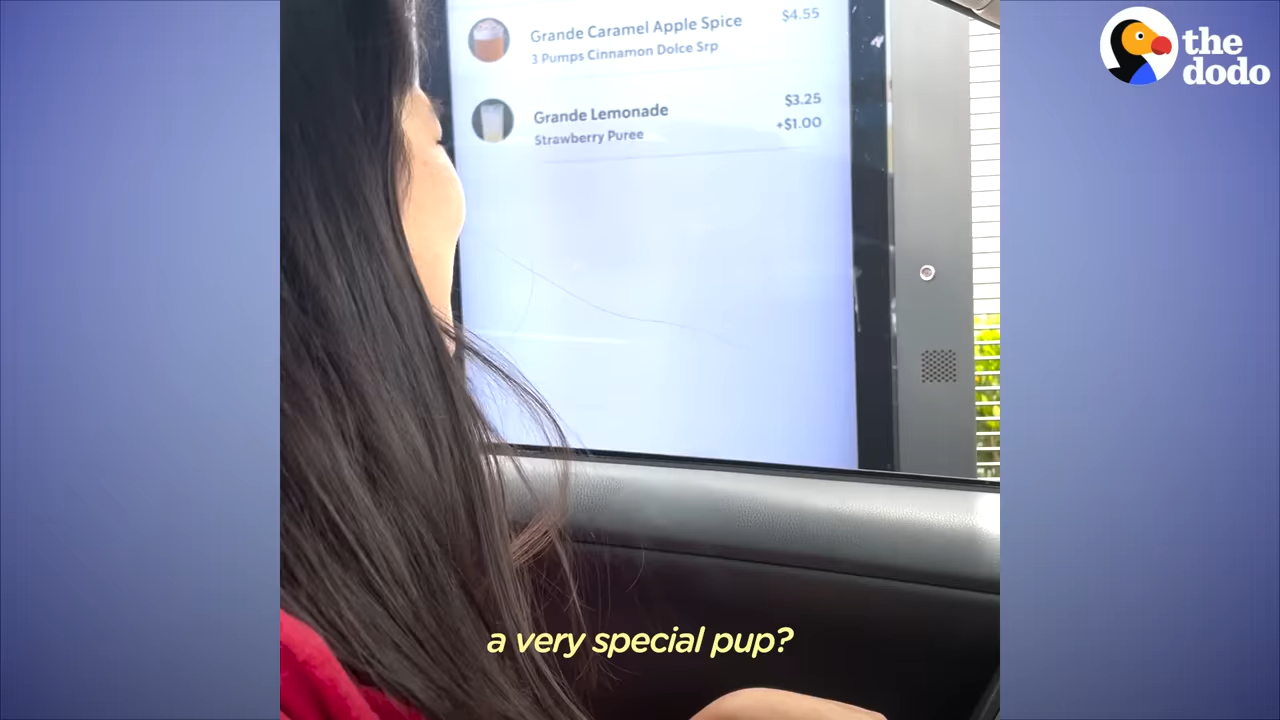 Grande Caramel Apple Spice $4.55
3 Pumps Cinnamon Dolce Srp
Grande Lemonade $3.25
Strawberry Puree +$1.00
a very special pup?
the
dodo